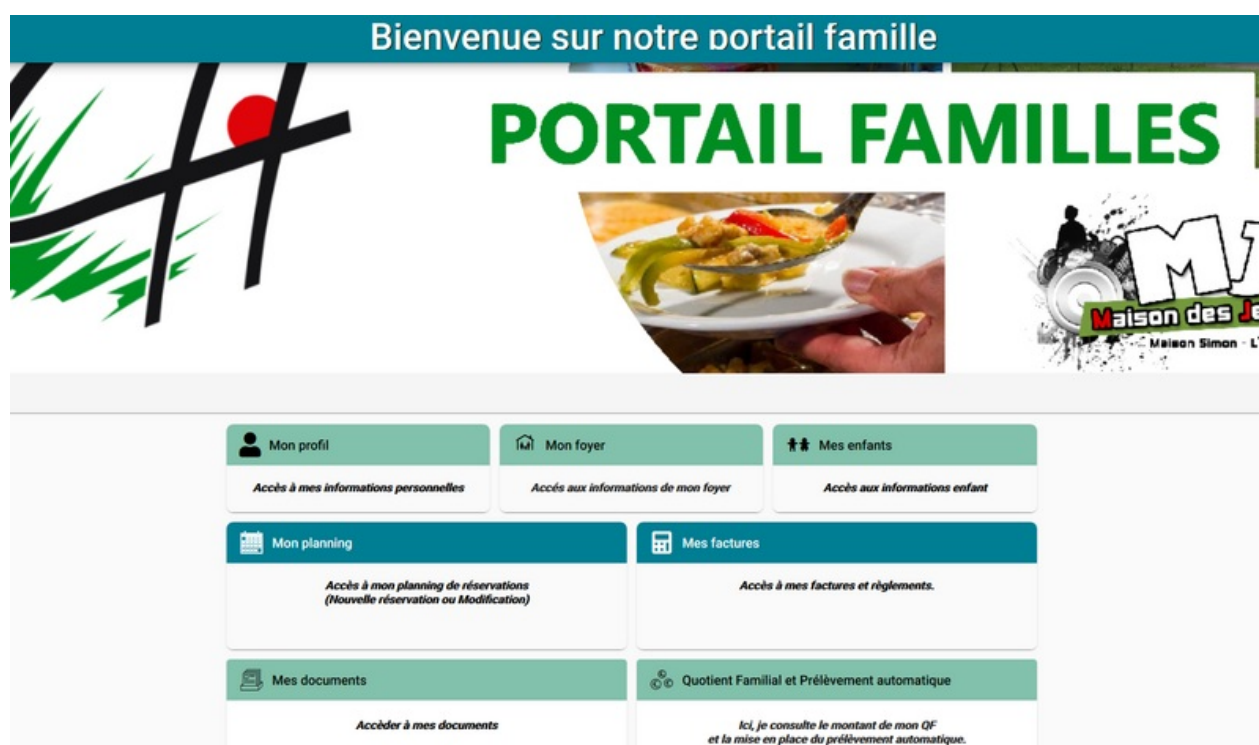 Bienvenue sur notre portail famille
PORTAIL FAMILLES
Maison des
Maison Simon - L'
Mon profil
Accès à mes informations personnelles
Mon foyer
Accés aux informations de mon foyer
Mes enfants
Accès aux informations enfant
Mon planning
Accès à mon planning de réservations
(Nouvelle réservation ou Modification)
Mes factures
Accès à mes factures et règlements.
Mes documents
Accèder à mes documents
Quotient Familial et Prélèvement automatique
Ici, je consulte le montant de mon QF
et la mise en place du prélèvement automatique.